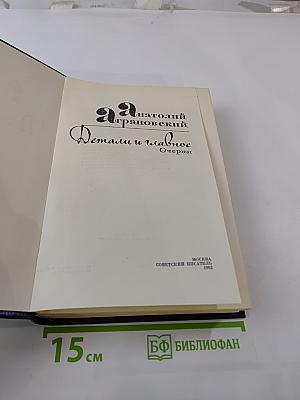 Анатолий
Аграновский
Детали и главное
Очерки
МОСКВА
СОВЕТСКИЙ ПИСАТЕЛЬ
1982
15 см
БФ БИБЛИОФАН